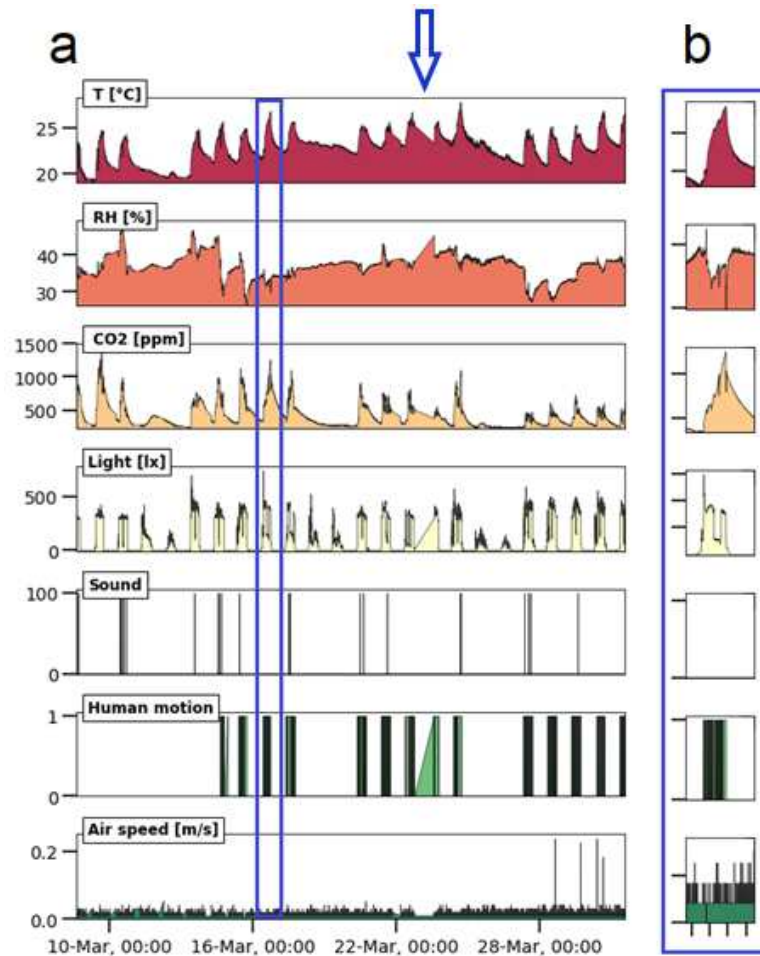 a
b
T [°C]
25
20
RH [%]
40
30
CO2 [ppm]
1500
1000
500
Light [lx]
500
0
Sound
100
0
Human motion
1
0
Air speed [m/s]
0.2
0.0
10-Mar, 00:00 16-Mar, 00:00 22-Mar, 00:00 28-Mar, 00:00